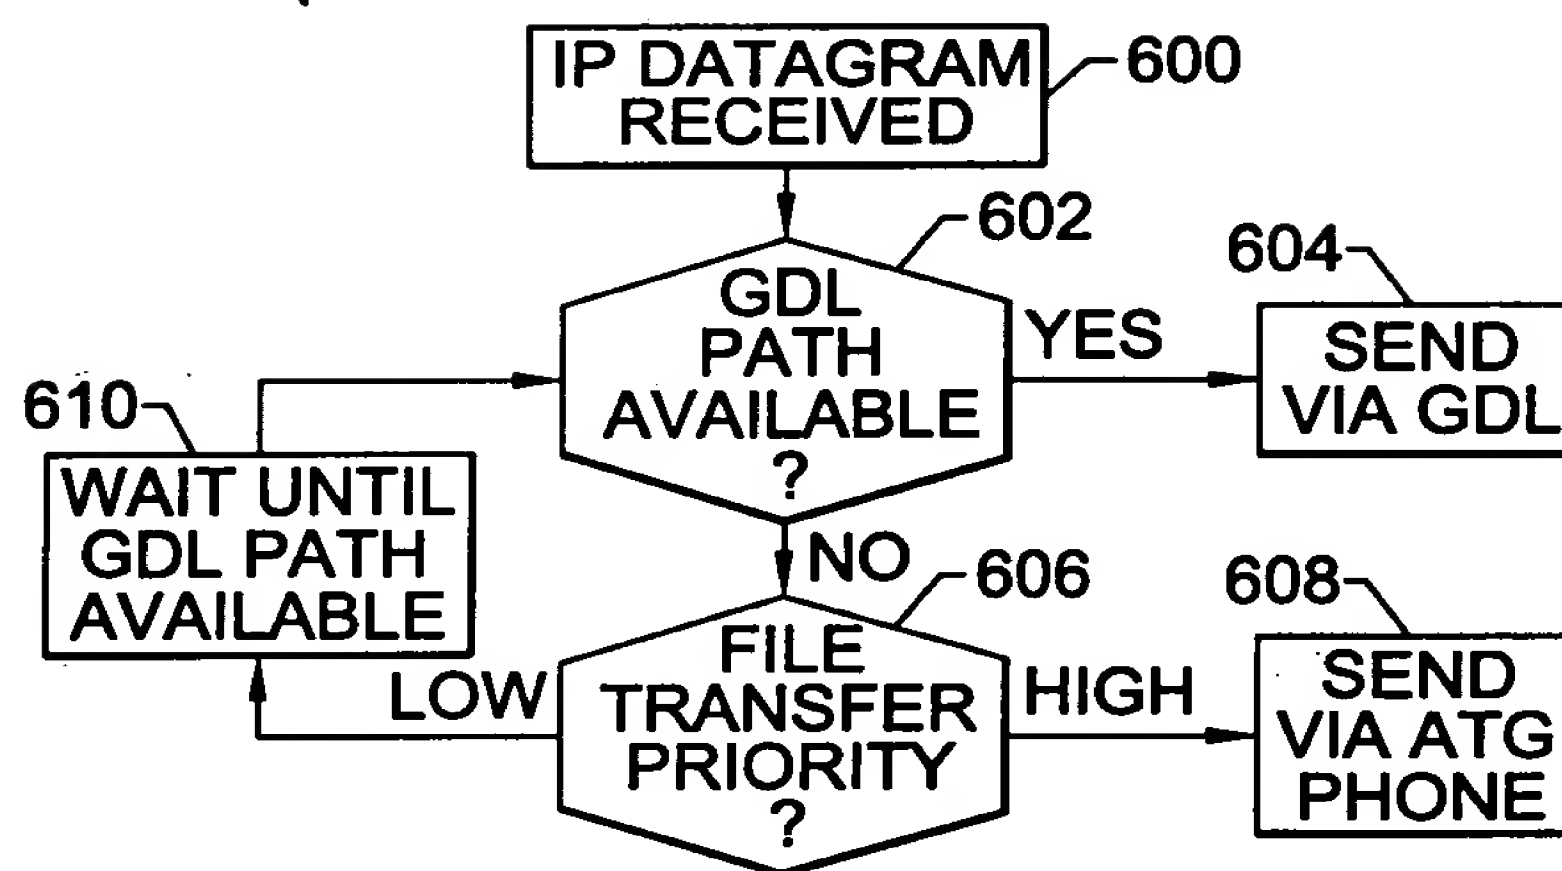 IP DATAGRAM
RECEIVED
600
602
GDL
PATH
AVAILABLE
?
YES
604
SEND
VIA GDL
610
WAIT UNTIL
GDL PATH
AVAILABLE
NO
606
FILE
TRANSFER
PRIORITY
?
LOW
HIGH
608
SEND
VIA ATG
PHONE